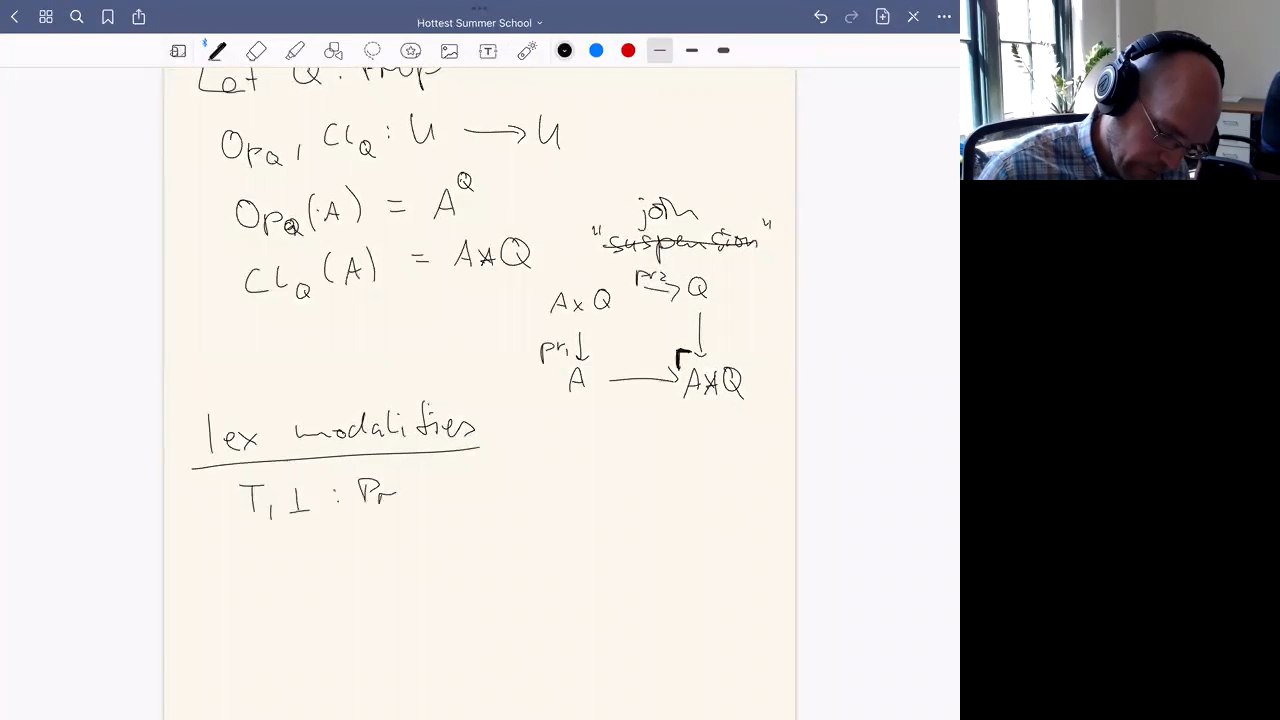 Hottest Summer School
Let Q : Prop
Op_Q , Cl_Q : U ⟶ U
Op_Q (A) = A^Q
Cl_Q (A) = A * Q
join
"suspension"
A × Q
pr₂
Q
pr₁
A
A * Q
lex modalities
⊤, ⊥ : Pr